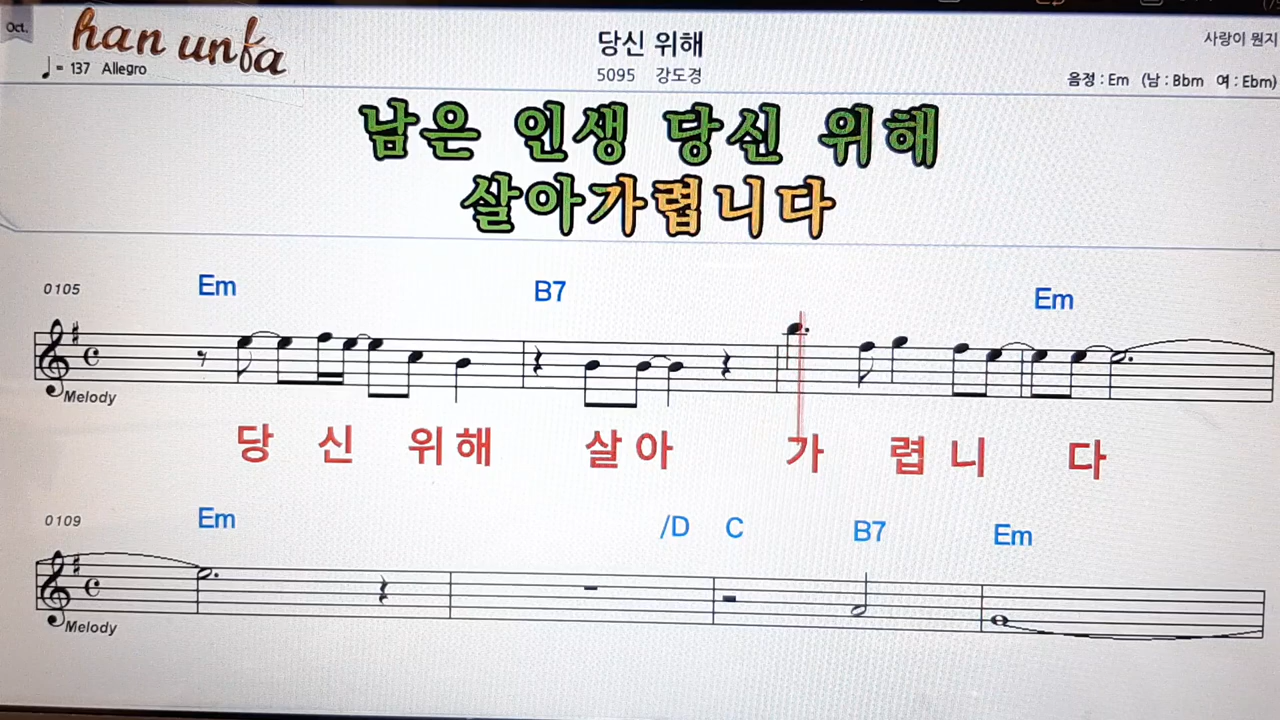 Oct.
han unfa
♩= 137 Allegro
당신 위해
5095 강도경
사랑이 뭔지
음정 : Em (남 : Bbm 여 : Ebm)
남은 인생 당신 위해
살아가렵니다
0105
Em B7 Em
Melody
당 신 위 해 살 아 가 렵 니 다
0109
Em /D C B7 Em
Melody